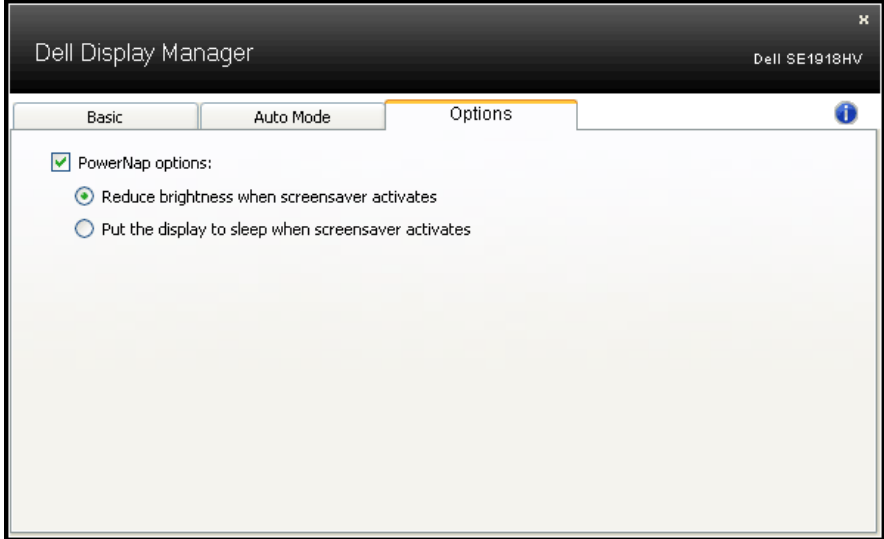 Dell Display Manager
Dell SE1918HV
Basic
Auto Mode
Options
PowerNap options:
Reduce brightness when screensaver activates
Put the display to sleep when screensaver activates